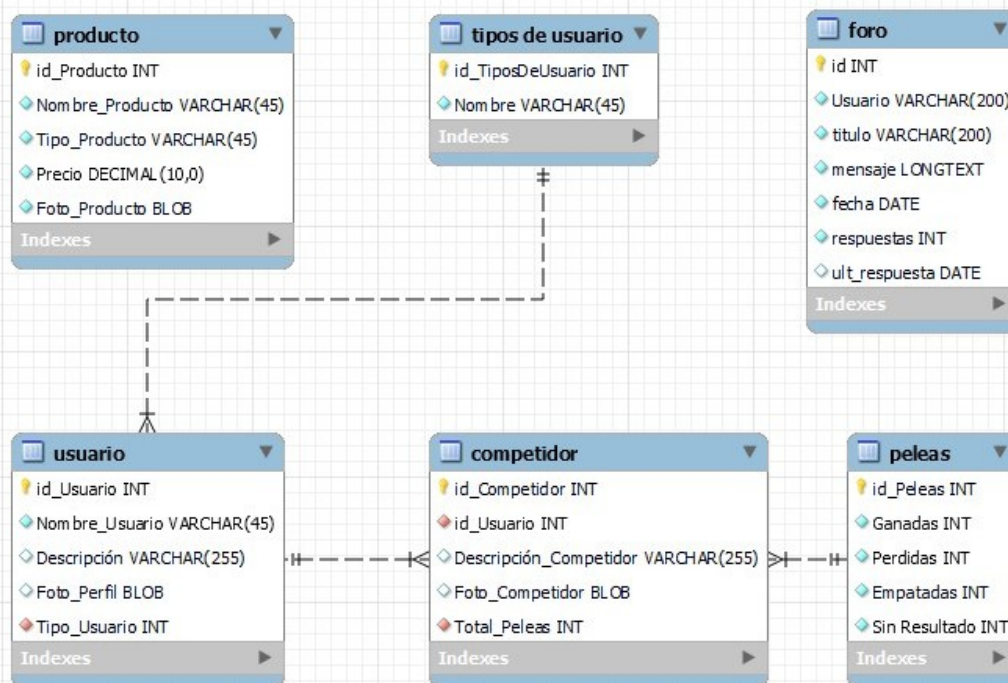 producto
id_Producto INT
Nombre_Producto VARCHAR(45)
Tipo_Producto VARCHAR(45)
Precio DECIMAL(10,0)
Foto_Producto BLOB
Indexes
tipos de usuario
id_TiposDeUsuario INT
Nombre VARCHAR(45)
Indexes
foro
id INT
Usuario VARCHAR(200)
titulo VARCHAR(200)
mensaje LONGTEXT
fecha DATE
respuestas INT
ult_respuesta DATE
Indexes
usuario
id_Usuario INT
Nombre_Usuario VARCHAR(45)
Descripción VARCHAR(255)
Foto_Perfil BLOB
Tipo_Usuario INT
Indexes
competidor
id_Competidor INT
id_Usuario INT
Descripción_Competidor VARCHAR(255)
Foto_Competidor BLOB
Total_Peleas INT
Indexes
peleas
id_Peleas INT
Ganadas INT
Perdidas INT
Empatadas INT
Sin Resultado INT
Indexes